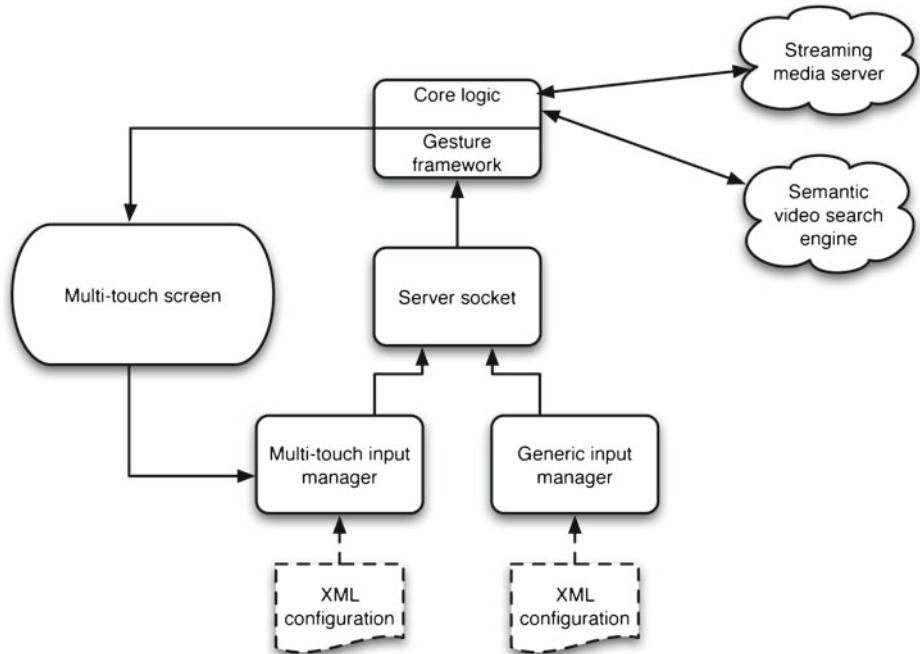 Streaming
media server
Core logic
Gesture
framework
Semantic
video search
engine
Multi-touch screen
Server socket
Multi-touch input
manager
Generic input
manager
XML
configuration
XML
configuration